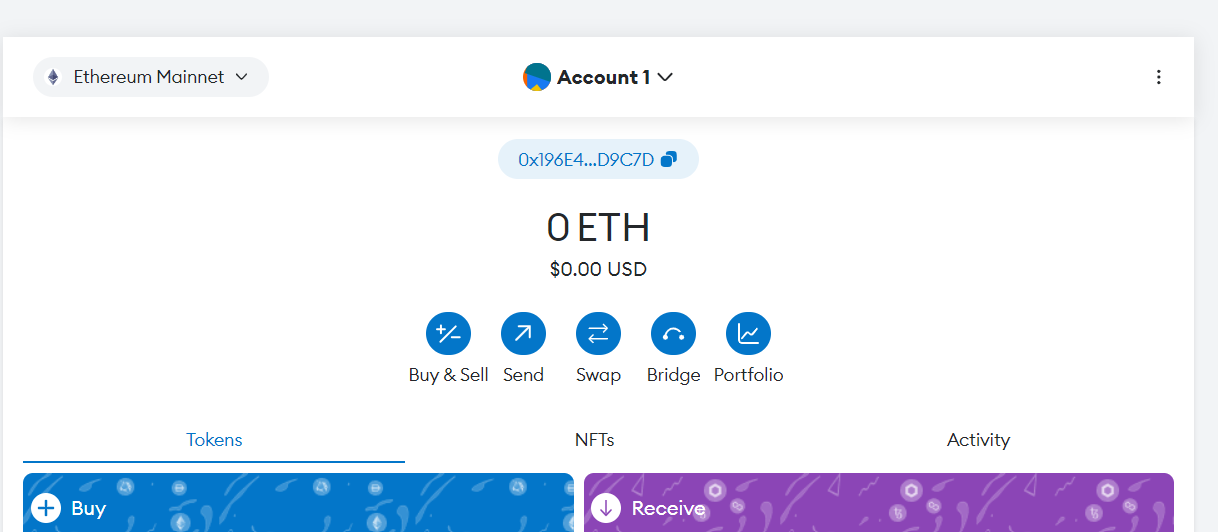 Ethereum Mainnet
Account 1
0x196E4...D9C7D
0 ETH
$0.00 USD
Buy & Sell
Send
Swap
Bridge
Portfolio
Tokens
NFTs
Activity
Buy
Receive